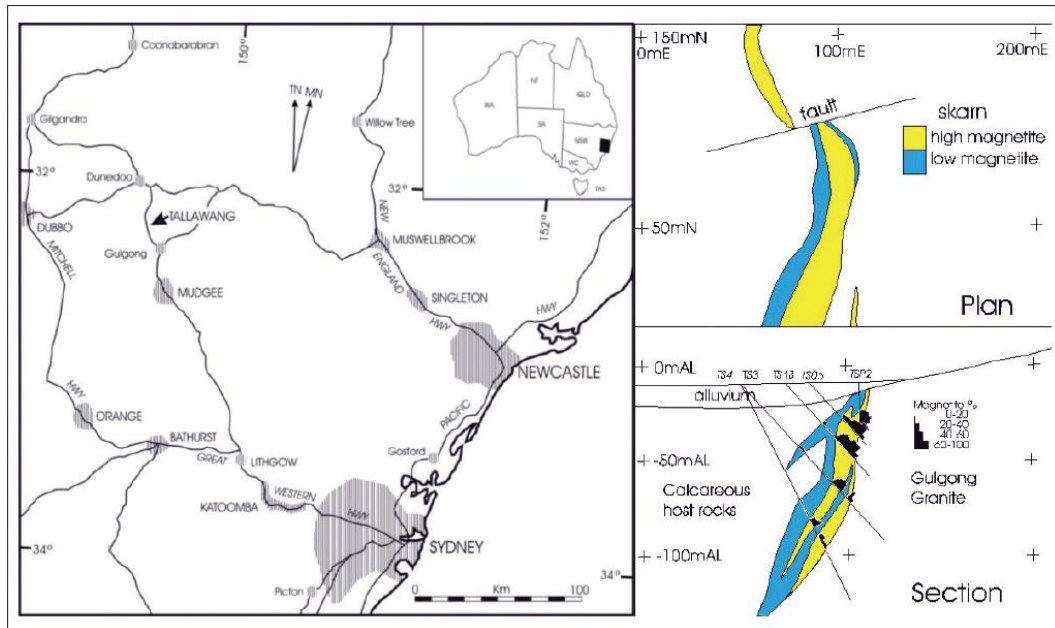 Coonabarabran
150
TN MN
Gilgandra
Willow Tree
32°
Dunedoo
32°
TALLAWANG
NEW
152°
DUBBO
MITCHELL
Gulgong
MUSWELLBROOK
ENGLAND
MUDGEE
SINGLETON
HWY
HWY
NEWCASTLE
HWY
ORANGE
PACIFIC
BATHURST
GREAT
LITHGOW
Gosford
WESTERN
KATOOMBA
HWY
SYDNEY
34°
34°
Picton
0 Km 100
WA
NT
QLD
SA
NSW
VIC
TAS
150mN
0mE
100mE
200mE
fault
skarn
high magnetite
low magnetite
50mN
Plan
0mAL
TS4 TS3
alluvium
0-20
20-40
40-60
60-100
-50mAL
Calcareous
host rocks
Gulgong
Granite
-100mAL
Section